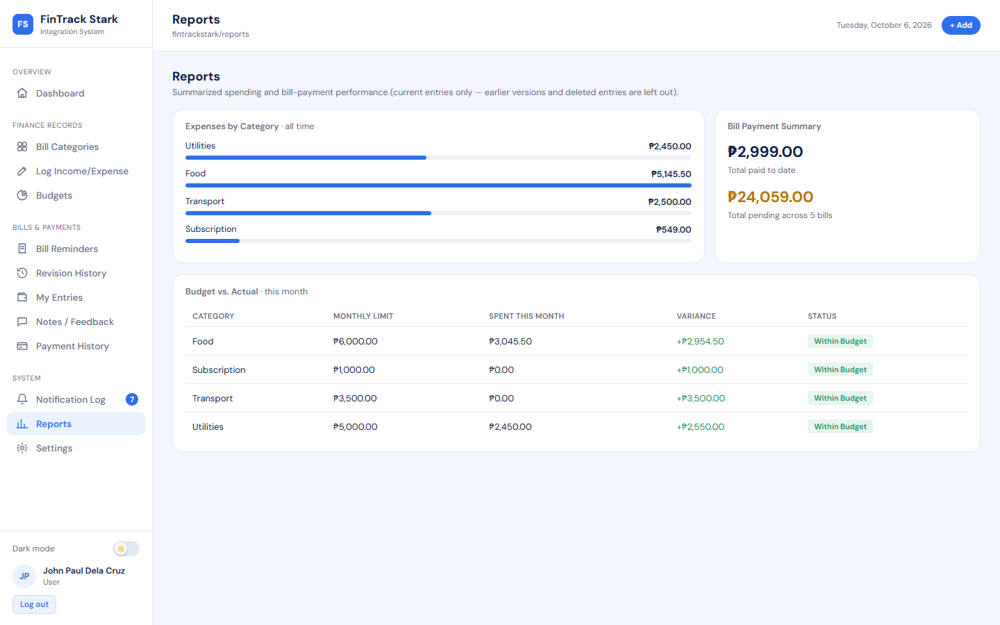 FS
FinTrack Stark
Integration System
OVERVIEW
Dashboard
FINANCE RECORDS
Bill Categories
Log Income/Expense
Budgets
BILLS & PAYMENTS
Bill Reminders
Revision History
My Entries
Notes / Feedback
Payment History
SYSTEM
Notification Log 7
Reports
Settings
Dark mode
JP
John Paul Dela Cruz
User
Log out
Reports
fintrackstark/reports
Tuesday, October 6, 2026
+ Add
Reports
Summarized spending and bill-payment performance (current entries only — earlier versions and deleted entries are left out).
Expenses by Category · all time
Utilities ₱2,450.00
Food ₱5,145.50
Transport ₱2,500.00
Subscription ₱549.00
Bill Payment Summary
₱2,999.00
Total paid to date
₱24,059.00
Total pending across 5 bills
Budget vs. Actual · this month
CATEGORY MONTHLY LIMIT SPENT THIS MONTH VARIANCE STATUS
Food ₱6,000.00 ₱3,045.50 +₱2,954.50 Within Budget
Subscription ₱1,000.00 ₱0.00 +₱1,000.00 Within Budget
Transport ₱3,500.00 ₱0.00 +₱3,500.00 Within Budget
Utilities ₱5,000.00 ₱2,450.00 +₱2,550.00 Within Budget